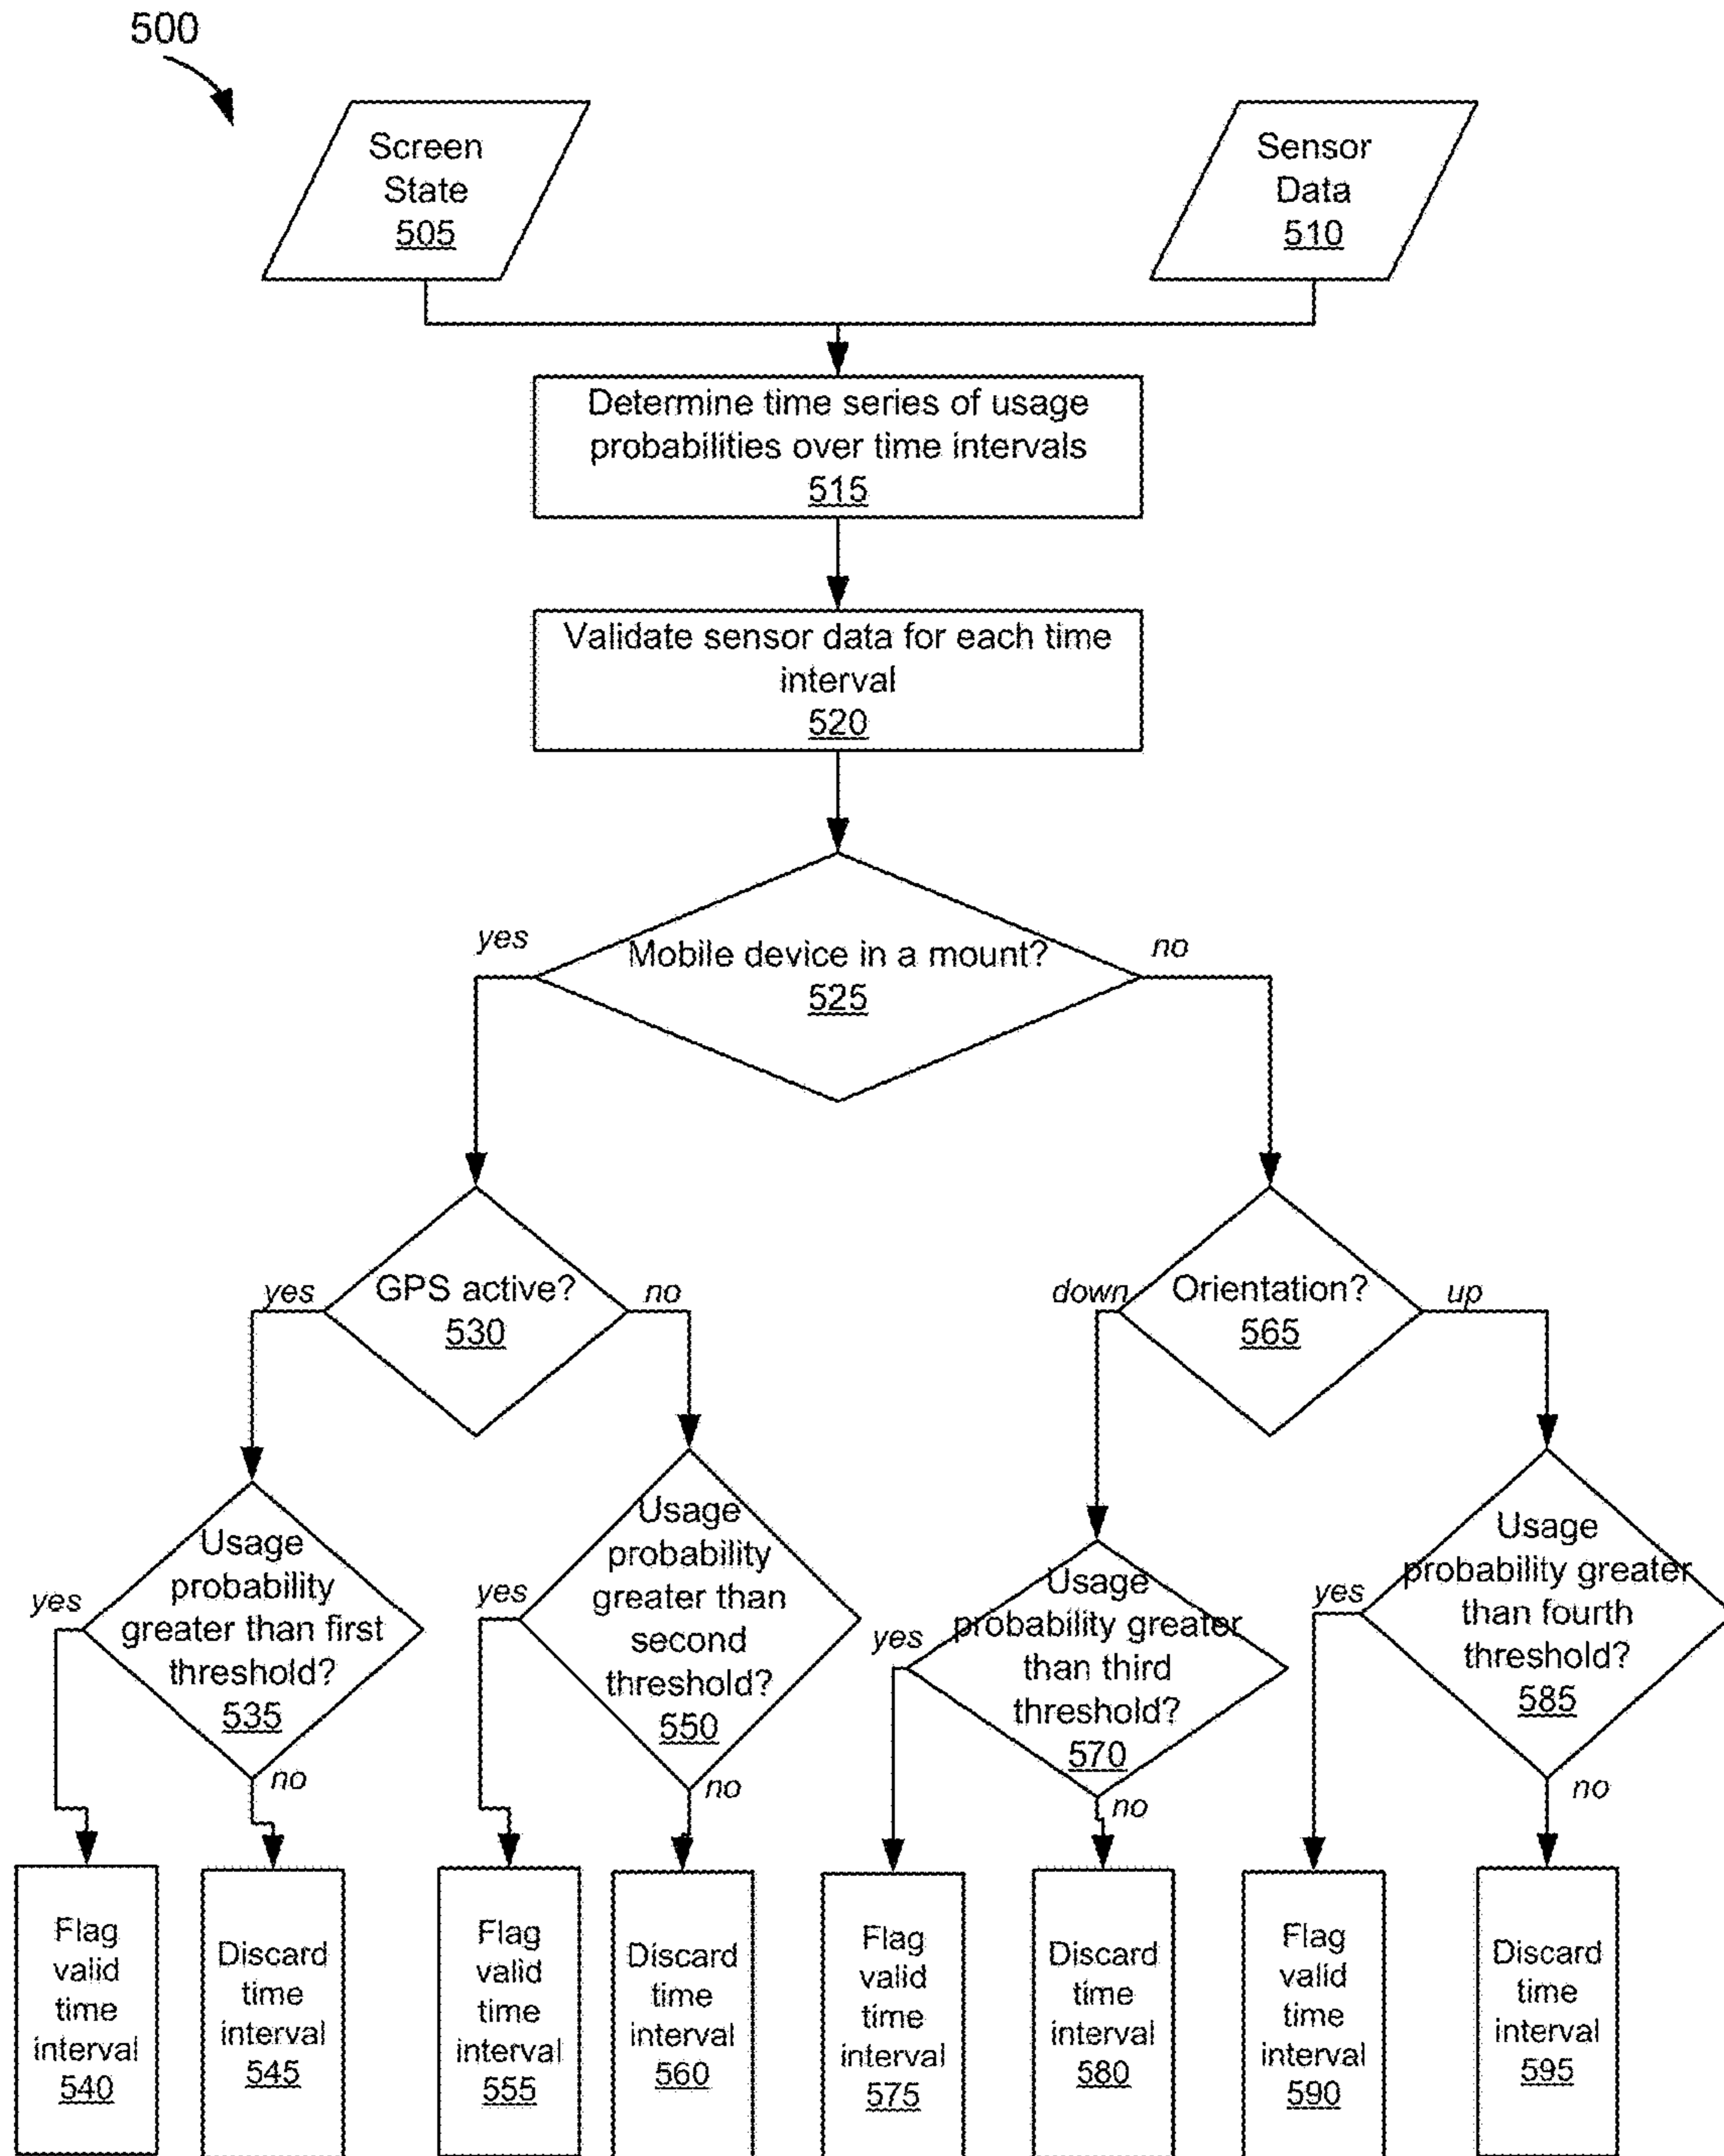 500
Screen
State
505
Sensor
Data
510
Determine time series of usage
probabilities over time intervals
515
Validate sensor data for each time
interval
520
yes
Mobile device in a mount?
525
no
yes
GPS active?
530
no
down
Orientation?
565
up
yes
Usage
probability
greater than first
threshold?
535
no
yes
Usage
probability
greater than
second
threshold?
550
no
yes
Usage
probability greater
than third
threshold?
570
no
yes
Usage
probability greater
than fourth
threshold?
585
no
Flag
valid
time
interval
540
Discard
time
interval
545
Flag
valid
time
interval
555
Discard
time
interval
560
Flag
valid
time
interval
575
Discard
time
interval
580
Flag
valid
time
interval
590
Discard
time
interval
595